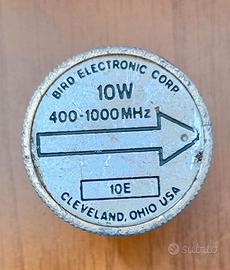 BIRD ELECTRONIC CORP
10W
400-1000MHz
10E
CLEVELAND, OHIO USA
subito